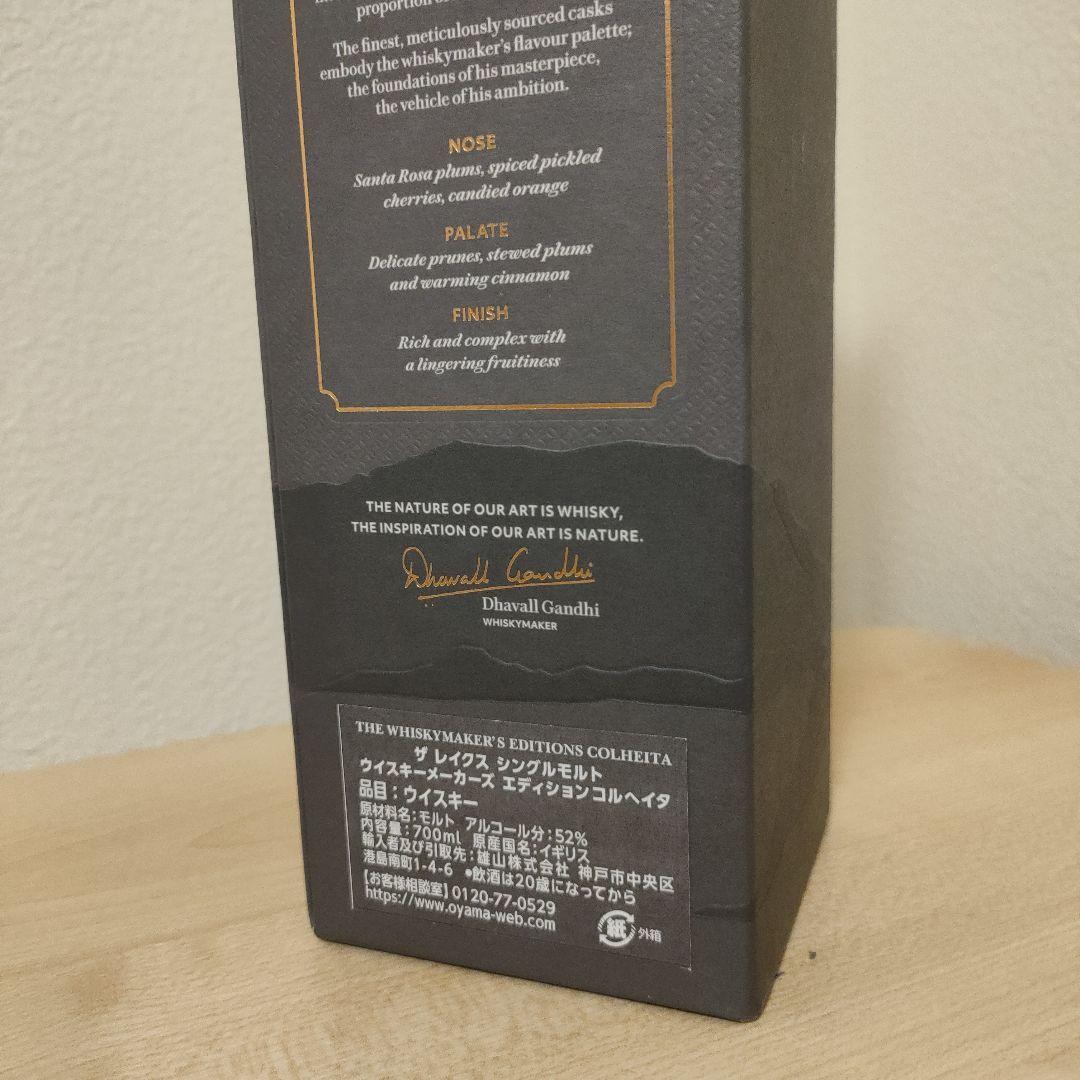 proportion
The finest, meticulously sourced casks
embody the whiskymaker's flavour palette;
the foundations of his masterpiece,
the vehicle of his ambition.
NOSE
Santa Rosa plums, spiced pickled
cherries, candied orange
PALATE
Delicate prunes, stewed plums
and warming cinnamon
FINISH
Rich and complex with
a lingering fruitiness
THE NATURE OF OUR ART IS WHISKY,
THE INSPIRATION OF OUR ART IS NATURE.
Dhavall Gandhi
Dhavall Gandhi
WHISKYMAKER
THE WHISKYMAKER'S EDITIONS COLHEITA
ザ レイクス シングルモルト
ウイスキーメーカーズ エディションコルヘイタ
品目：ウイスキー
原材料名：モルト アルコール分：52%
内容量：700ml 原産国名：イギリス
輸入者及び引取先：雄山株式会社 神戸市中央区
港島南町1-4-6 ●飲酒は20歳になってから
【お客様相談室】0120-77-0529
https://www.oyama-web.com
紙 外箱